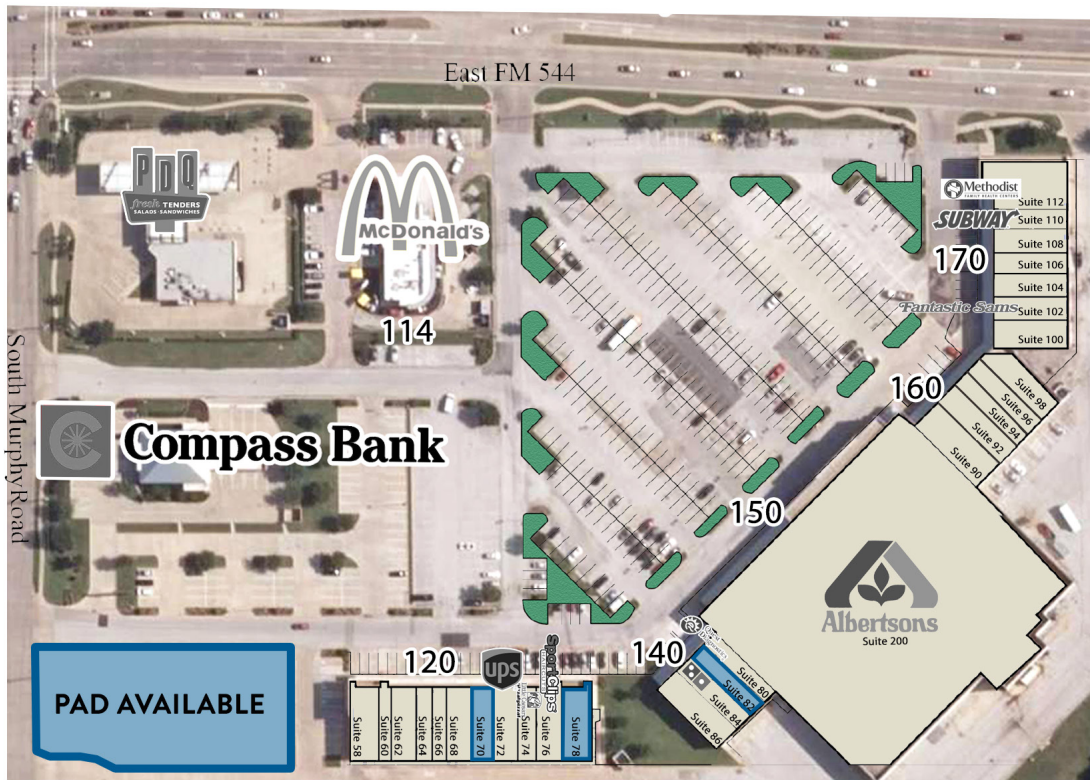 East FM 544
PDQ
fresh TENDERS
SALADS·SANDWICHES
McDonald's
114
Methodist
FAMILY HEALTH CENTERS
SUBWAY
170
Fantastic Sams
Suite 112
Suite 110
Suite 108
Suite 106
Suite 104
Suite 102
Suite 100
160
Suite 98
Suite 96
Suite 94
Suite 92
Suite 90
South Murphy Road
Compass Bank
150
Albertsons
Suite 200
140
Suite 80
Suite 82
Suite 84
Suite 86
120
ups
SportClips
PAD AVAILABLE
Suite 58
Suite 60
Suite 62
Suite 64
Suite 66
Suite 68
Suite 70
Suite 72
Suite 74
Suite 76
Suite 78